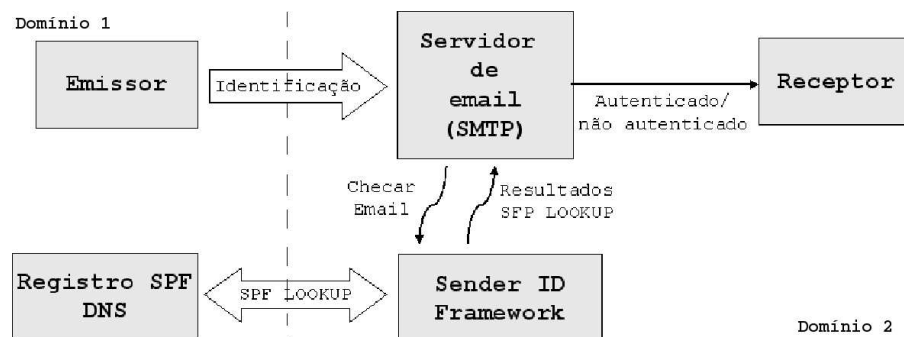 Domínio 1
Emissor
Identificação
Servidor
de
email
(SMTP)
Autenticado/
não autenticado
Receptor
Checar
Email
Resultados
SFP LOOKUP
Registro SPF
DNS
SPF LOOKUP
Sender ID
Framework
Domínio 2